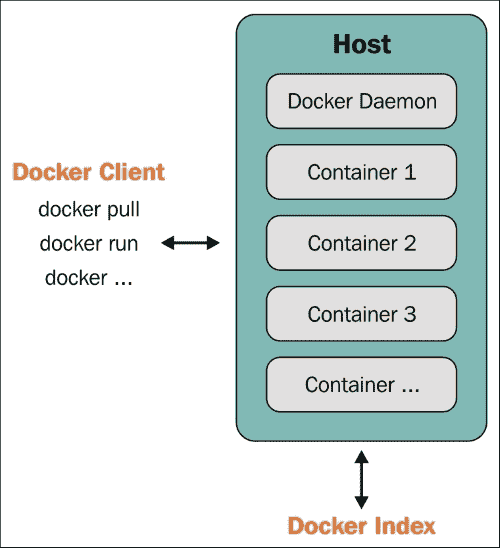 Host
Docker Daemon
Container 1
Container 2
Container 3
Container ...
Docker Client
docker pull
docker run
docker ...
Docker Index